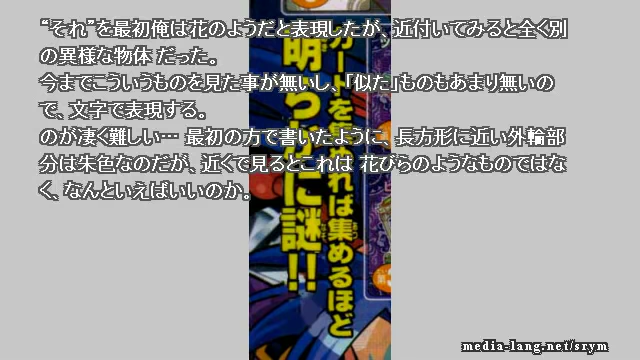 “それ”を最初俺は花のようだと表現したが、近付いてみると全く別
の異様な物体 だった。
今までこういうものを見た事が無いし、「似た」ものもあまり無いの
で、文字で表現する。
のが凄く難しい… 最初の方で書いたように、長方形に近い外輪部
分は朱色なのだが、近くで見るとこれは 花びらのようなものではな
く、なんといえばいいのか。
カードを集めれば集めるほど
明らかに謎!!
media-lang.net/srym